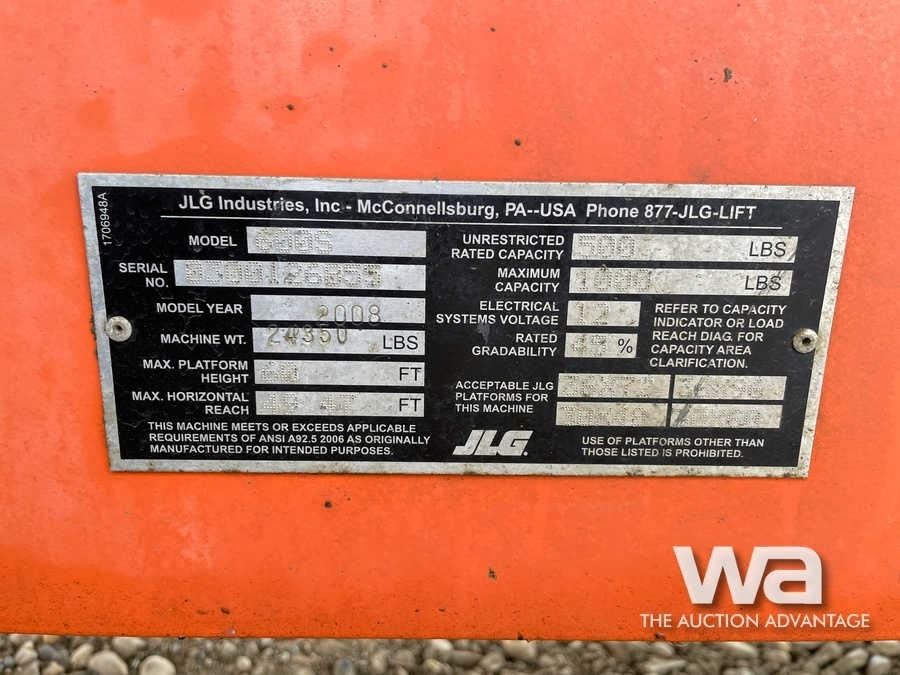 1706948A
JLG Industries, Inc - McConnellsburg, PA--USA Phone 877-JLG-LIFT
MODEL 600S
SERIAL
NO.
MODEL YEAR 2008
MACHINE WT. 24350 LBS
MAX. PLATFORM
HEIGHT 60 FT
MAX. HORIZONTAL
REACH FT
THIS MACHINE MEETS OR EXCEEDS APPLICABLE
REQUIREMENTS OF ANSI A92.5 2006 AS ORIGINALLY
MANUFACTURED FOR INTENDED PURPOSES.
UNRESTRICTED
RATED CAPACITY 500 LBS
MAXIMUM
CAPACITY 1000 LBS
ELECTRICAL
SYSTEMS VOLTAGE 12
RATED
GRADABILITY 45 %
REFER TO CAPACITY
INDICATOR OR LOAD
REACH DIAG. FOR
CAPACITY AREA
CLARIFICATION.
ACCEPTABLE JLG
PLATFORMS FOR
THIS MACHINE
JLG
USE OF PLATFORMS OTHER THAN
THOSE LISTED IS PROHIBITED.
wa
THE AUCTION ADVANTAGE